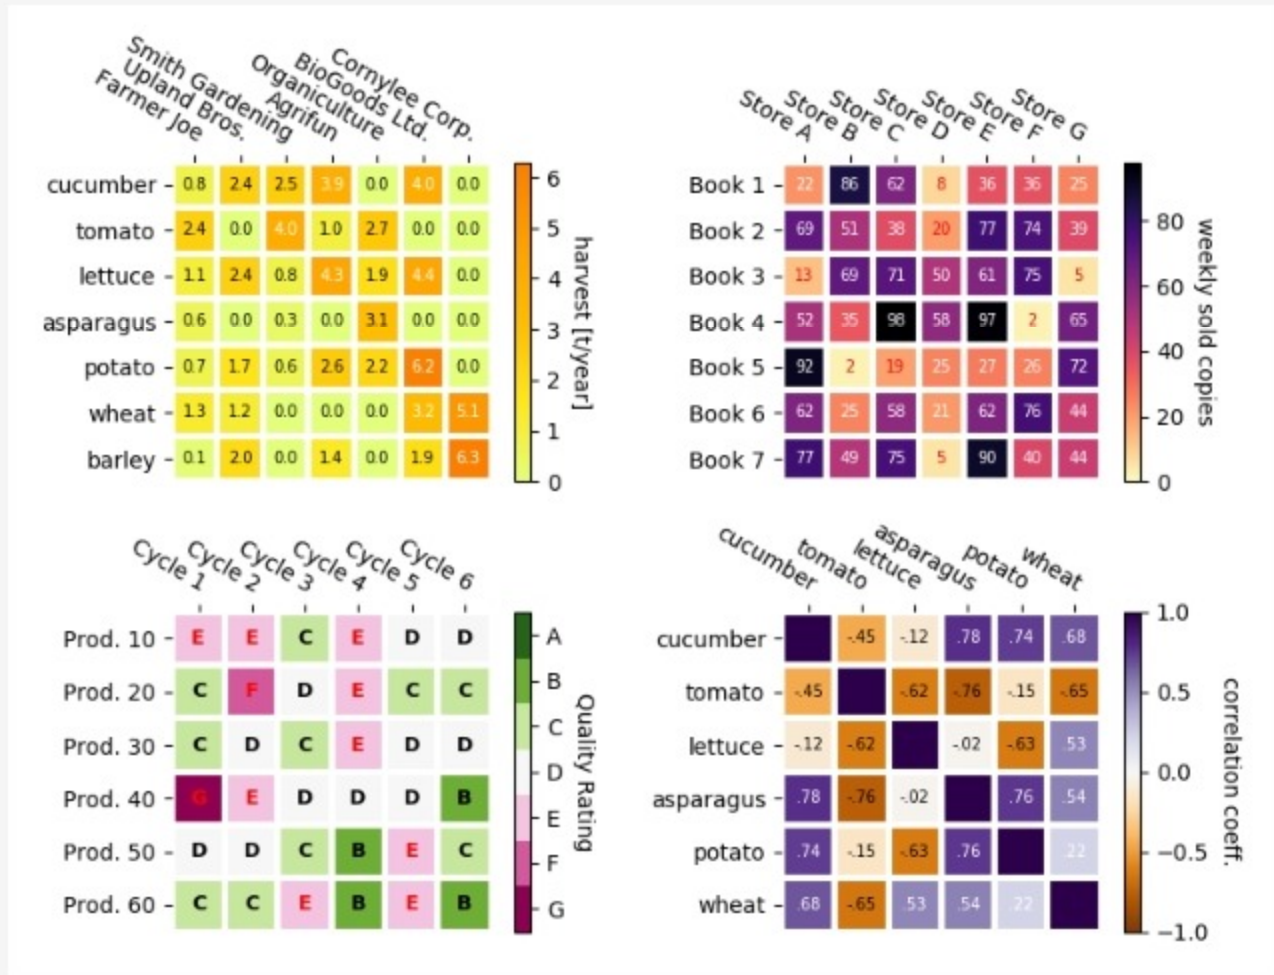 Farmer Joe
Upland Bros.
Smith Gardening
Agrifun
Organiculture
BioGoods Ltd.
Cornylee Corp.
cucumber 0.8 2.4 2.5 3.9 0.0 4.0 0.0
tomato 2.4 0.0 4.0 1.0 2.7 0.0 0.0
lettuce 1.1 2.4 0.8 4.3 1.9 4.4 0.0
asparagus 0.6 0.0 0.3 0.0 3.1 0.0 0.0
potato 0.7 1.7 0.6 2.6 2.2 6.2 0.0
wheat 1.3 1.2 0.0 0.0 0.0 3.2 5.1
barley 0.1 2.0 0.0 1.4 0.0 1.9 6.3
6
5
4
3
2
1
0
harvest [t/year]
Store A
Store B
Store C
Store D
Store E
Store F
Store G
Book 1 22 86 62 8 36 36 25
Book 2 69 51 38 20 77 74 39
Book 3 13 69 71 50 61 75 5
Book 4 52 35 98 58 97 2 65
Book 5 92 2 19 25 27 26 72
Book 6 62 25 58 21 62 76 44
Book 7 77 49 75 5 90 40 44
80
60
40
20
0
weekly sold copies
Cycle 1
Cycle 2
Cycle 3
Cycle 4
Cycle 5
Cycle 6
Prod. 10 E E C E D D
Prod. 20 C F D E C C
Prod. 30 C D C E D D
Prod. 40 G E D D D B
Prod. 50 D D C B E C
Prod. 60 C C E B E B
A
B
C
D
E
F
G
Quality Rating
cucumber
tomato
lettuce
asparagus
potato
wheat
cucumber -.45 -.12 .78 .74 .68
tomato -.45 -.62 -.76 -.15 -.65
lettuce -.12 -.62 -.02 -.63 .53
asparagus .78 -.76 -.02 .76 .54
potato .74 -.15 -.63 .76 .22
wheat .68 -.65 .53 .54 .22
1.0
0.5
0.0
−0.5
−1.0
correlation coeff.